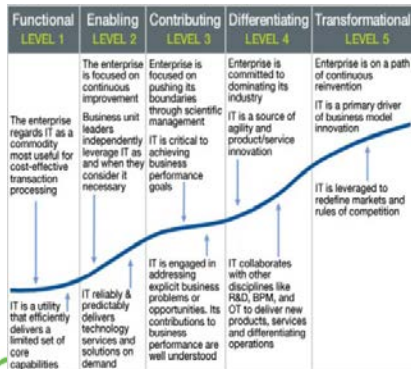 Functional
LEVEL 1
Enabling
LEVEL 2
Contributing
LEVEL 3
Differentiating
LEVEL 4
Transformational
LEVEL 5
The enterprise
regards IT as a
commodity
most useful for
cost-effective
transaction
processing
IT is a utility
that efficiently
delivers a
limited set of
core
capabilities
The enterprise
is focused on
continuous
improvement
Business unit
leaders
independently
leverage IT as
and when they
consider it
necessary
IT reliably &
predictably
delivers
technology
services and
solutions on
demand
Enterprise is
focused on
pushing its
boundaries
through scientific
management
IT is critical to
achieving
business
performance
goals
IT is engaged in
addressing
explicit business
problems or
opportunities. Its
contributions to
business
performance are
well understood
Enterprise is
committed to
dominating its
industry
IT is a source of
agility and
product/service
innovation
IT collaborates
with other
disciplines like
R&D, BPM, and
OT to deliver new
products, services
and differentiating
operations
Enterprise is on a path
of continuous
reinvention
IT is a primary driver
of business model
innovation
IT is leveraged to
redefine markets and
rules of competition